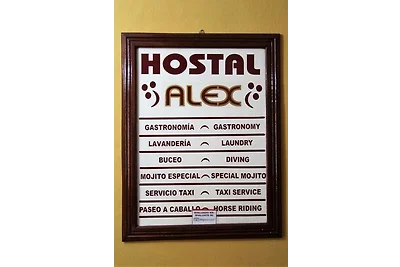 HOSTAL
ALEX
GASTRONOMÍA GASTRONOMY
LAVANDERÍA LAUNDRY
BUCEO DIVING
MOJITO ESPECIAL SPECIAL MOJITO
SERVICIO TAXI TAXI SERVICE
PASEO A CABALLO HORSE RIDING